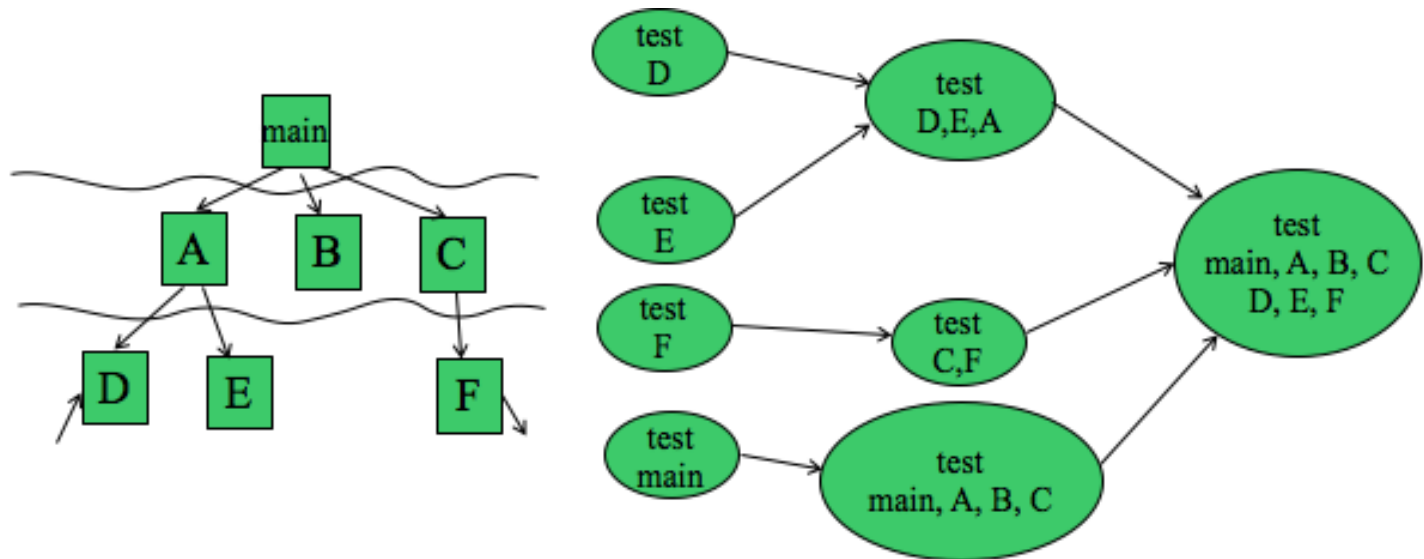 main
A
B
C
D
E
F
test
D
test
E
test
F
test
main
test
D,E,A
test
C,F
test
main, A, B, C
test
main, A, B, C
D, E, F